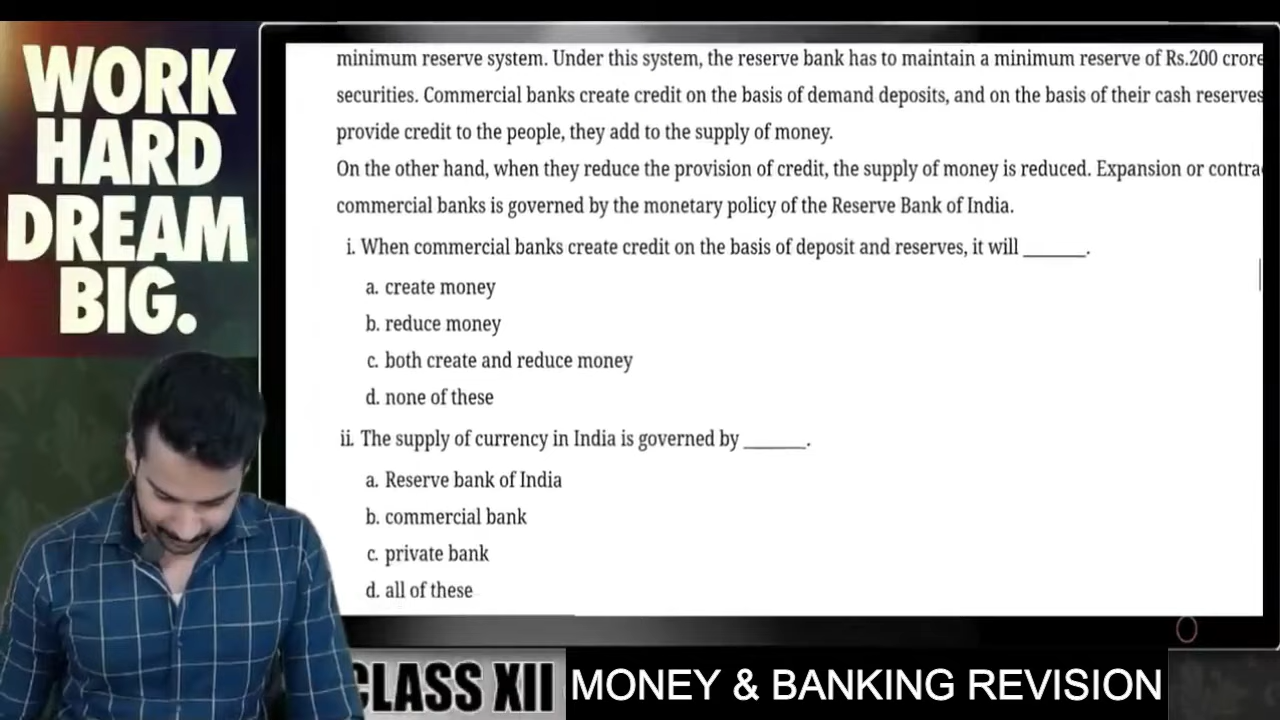 WORK
HARD
DREAM
BIG.
minimum reserve system. Under this system, the reserve bank has to maintain a minimum reserve of Rs.200 crore
securities. Commercial banks create credit on the basis of demand deposits, and on the basis of their cash reserves
provide credit to the people, they add to the supply of money.
On the other hand, when they reduce the provision of credit, the supply of money is reduced. Expansion or contra
commercial banks is governed by the monetary policy of the Reserve Bank of India.
i. When commercial banks create credit on the basis of deposit and reserves, it will ______.
a. create money
b. reduce money
c. both create and reduce money
d. none of these
ii. The supply of currency in India is governed by ______.
a. Reserve bank of India
b. commercial bank
c. private bank
d. all of these
CLASS XII MONEY & BANKING REVISION